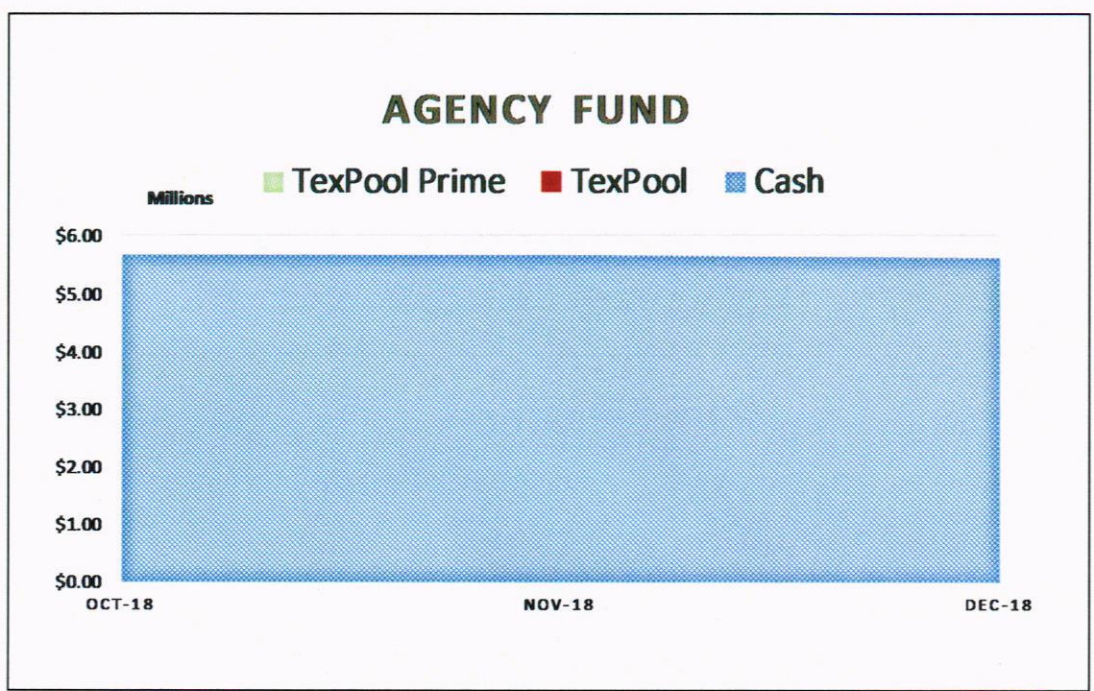 AGENCY FUND
TexPool Prime TexPool Cash
Millions
$6.00
$5.00
$4.00
$3.00
$2.00
$1.00
$0.00
OCT-18 NOV-18 DEC-18